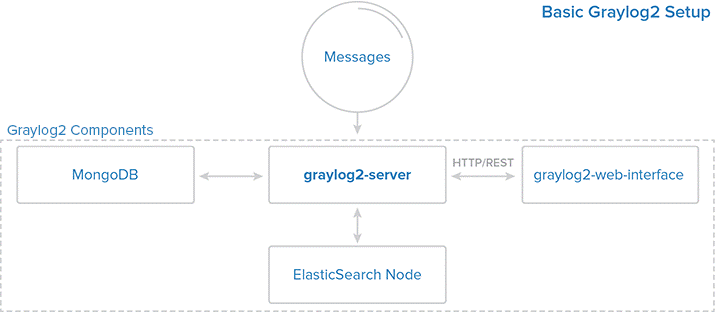 Basic Graylog2 Setup
Messages
Graylog2 Components
MongoDB
graylog2-server
HTTP/REST
graylog2-web-interface
ElasticSearch Node